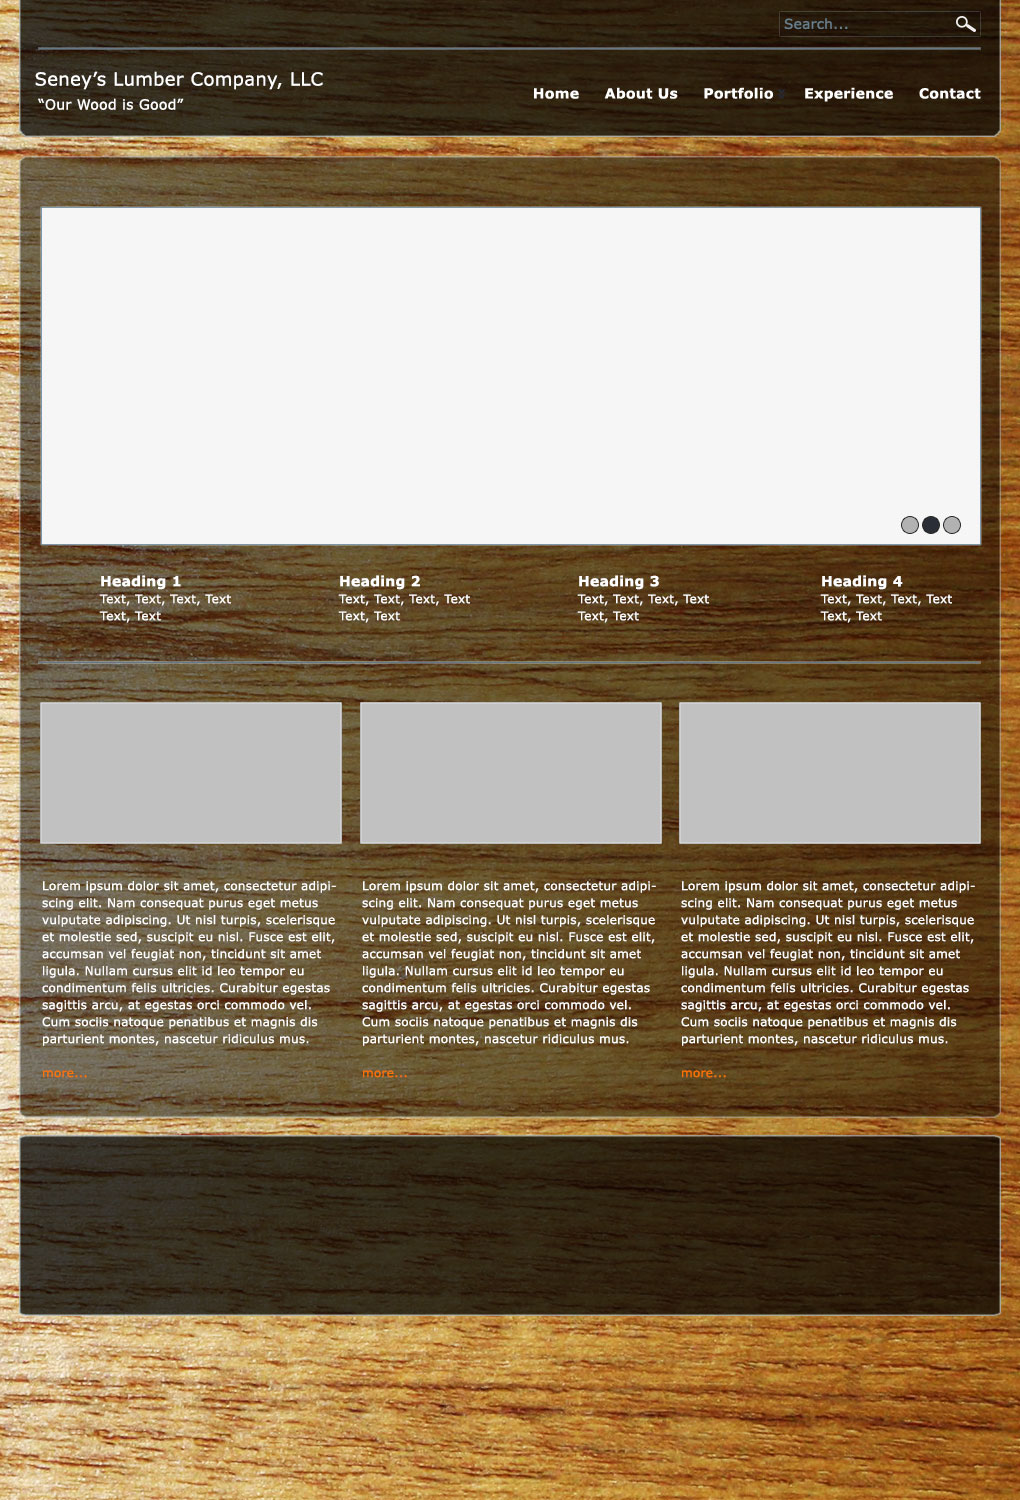 Search...
Seney’s Lumber Company, LLC
“Our Wood is Good”
Home About Us Portfolio Experience Contact
Heading 1
Text, Text, Text, Text
Text, Text
Heading 2
Text, Text, Text, Text
Text, Text
Heading 3
Text, Text, Text, Text
Text, Text
Heading 4
Text, Text, Text, Text
Text, Text
Lorem ipsum dolor sit amet, consectetur adipi-
scing elit. Nam consequat purus eget metus
vulputate adipiscing. Ut nisl turpis, scelerisque
et molestie sed, suscipit eu nisl. Fusce est elit,
accumsan vel feugiat non, tincidunt sit amet
ligula. Nullam cursus elit id leo tempor eu
condimentum felis ultricies. Curabitur egestas
sagittis arcu, at egestas orci commodo vel.
Cum sociis natoque penatibus et magnis dis
parturient montes, nascetur ridiculus mus.
more...
Lorem ipsum dolor sit amet, consectetur adipi-
scing elit. Nam consequat purus eget metus
vulputate adipiscing. Ut nisl turpis, scelerisque
et molestie sed, suscipit eu nisl. Fusce est elit,
accumsan vel feugiat non, tincidunt sit amet
ligula. Nullam cursus elit id leo tempor eu
condimentum felis ultricies. Curabitur egestas
sagittis arcu, at egestas orci commodo vel.
Cum sociis natoque penatibus et magnis dis
parturient montes, nascetur ridiculus mus.
more...
Lorem ipsum dolor sit amet, consectetur adipi-
scing elit. Nam consequat purus eget metus
vulputate adipiscing. Ut nisl turpis, scelerisque
et molestie sed, suscipit eu nisl. Fusce est elit,
accumsan vel feugiat non, tincidunt sit amet
ligula. Nullam cursus elit id leo tempor eu
condimentum felis ultricies. Curabitur egestas
sagittis arcu, at egestas orci commodo vel.
Cum sociis natoque penatibus et magnis dis
parturient montes, nascetur ridiculus mus.
more...